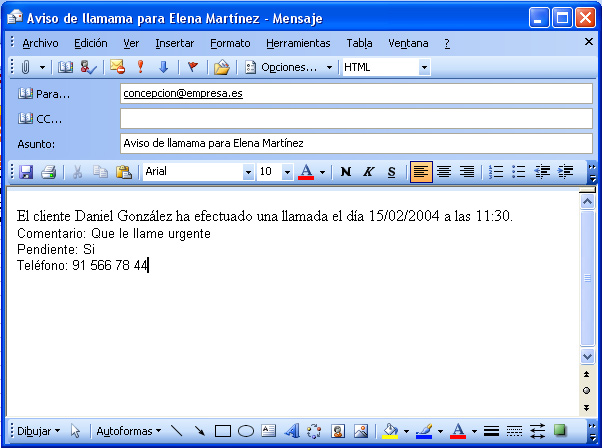 Aviso de llamama para Elena Martínez - Mensaje
Archivo Edición Ver Insertar Formato Herramientas Tabla Ventana ?
Opciones... HTML
Para... concepcion@empresa.es
CC...
Asunto: Aviso de llamama para Elena Martínez
Arial 10 A N K S
El cliente Daniel González ha efectuado una llamada el día 15/02/2004 a las 11:30.
Comentario: Que le llame urgente
Pendiente: Si
Teléfono: 91 566 78 44
Dibujar Autoformas A A